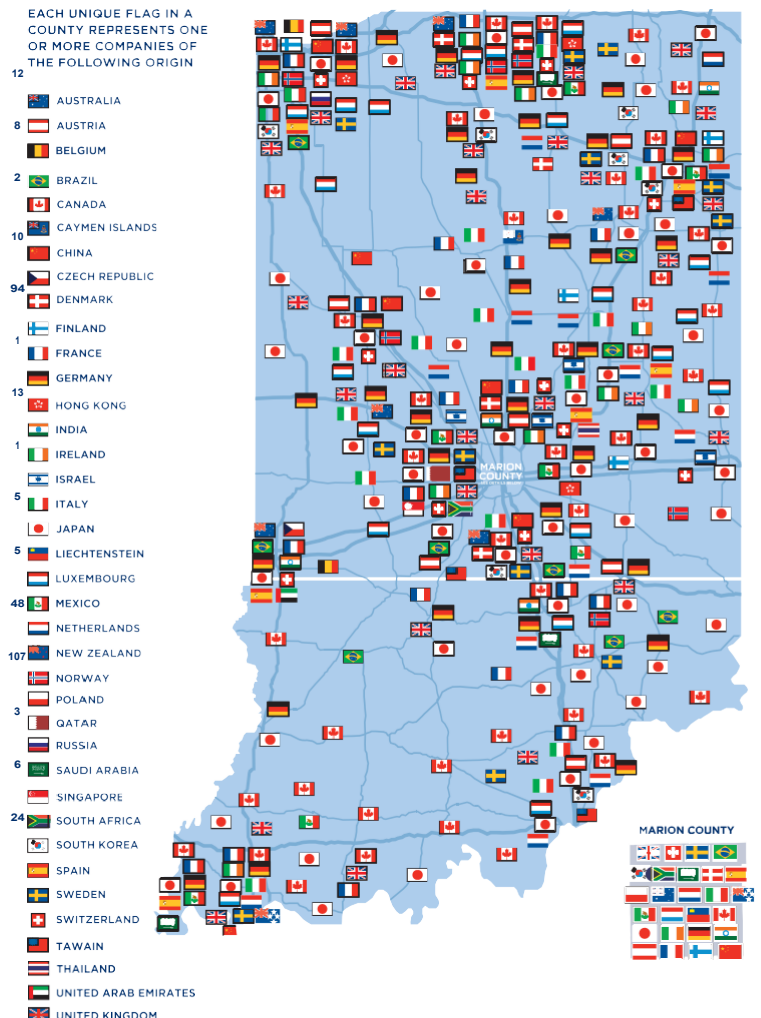 EACH UNIQUE FLAG IN A
COUNTY REPRESENTS ONE
OR MORE COMPANIES OF
THE FOLLOWING ORIGIN
12
AUSTRALIA
8
AUSTRIA
BELGIUM
2
BRAZIL
CANADA
CAYMEN ISLANDS
10
CHINA
CZECH REPUBLIC
94
DENMARK
FINLAND
1
FRANCE
GERMANY
13
HONG KONG
INDIA
1
IRELAND
ISRAEL
5
ITALY
JAPAN
5
LIECHTENSTEIN
LUXEMBOURG
48
MEXICO
NETHERLANDS
107
NEW ZEALAND
NORWAY
POLAND
3
QATAR
RUSSIA
6
SAUDI ARABIA
SINGAPORE
24
SOUTH AFRICA
SOUTH KOREA
SPAIN
SWEDEN
SWITZERLAND
TAWAIN
THAILAND
UNITED ARAB EMIRATES
UNITED KINGDOM
MARION
COUNTY
MARION COUNTY